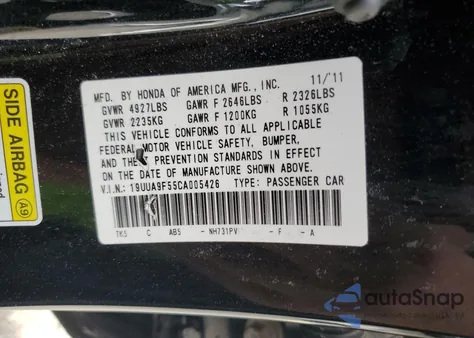 MFD. BY HONDA OF AMERICA MFG., INC. 11/11
GVWR 4927LBS GAWR F 2646LBS R 2326LBS
GVWR 2235KG GAWR F 1200KG R 1055KG
THIS VEHICLE CONFORMS TO ALL APPLICABLE
FEDERAL MOTOR VEHICLE SAFETY, BUMPER,
AND THE PREVENTION STANDARDS IN EFFECT
ON THE DATE OF MANUFACTURE SHOWN ABOVE.
V.I.N.: 19UUA9F55CA005426 TYPE: PASSENGER CAR
TK5 C AB5 - NH731PV - F - A
SIDE AIRBAG A9
autoSnap